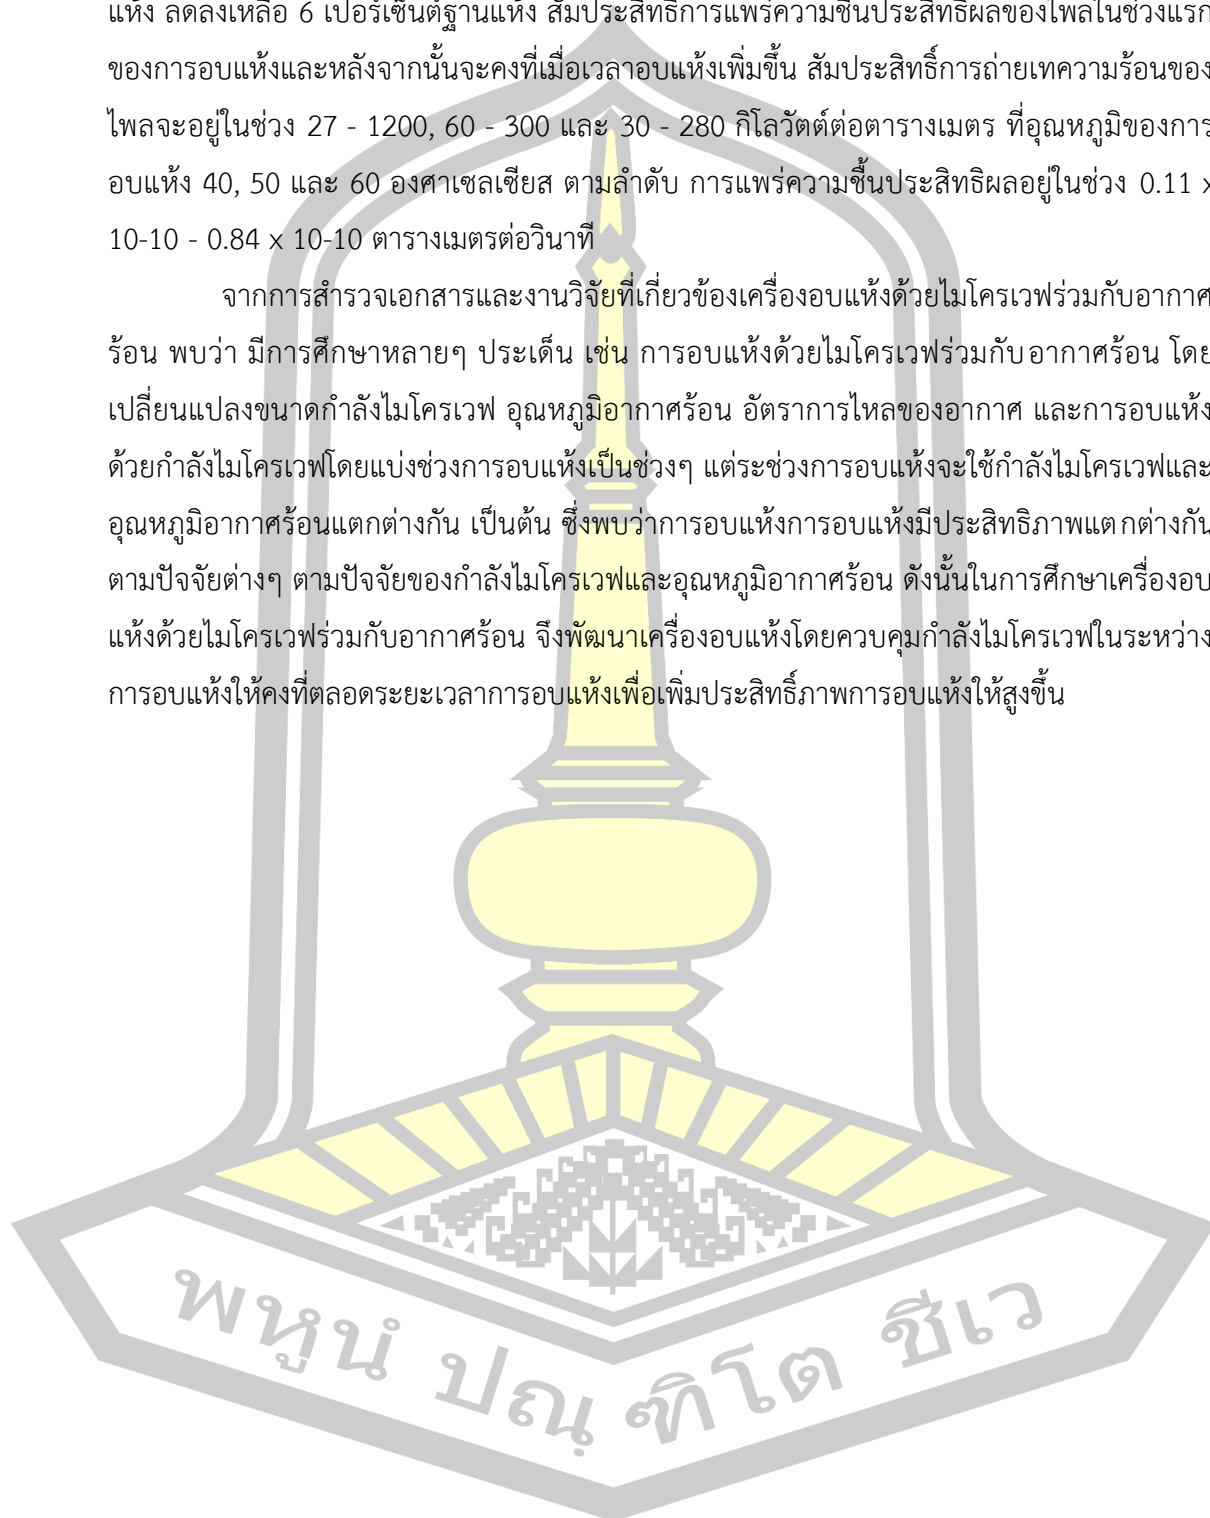 แห้ง ลดลงเหลือ 6 เปอร์เซ็นต์ฐานแห้ง สัมประสิทธิ์การแพร่ความชื้นประสิทธิผลของไพลในช่วงแรก
ของการอบแห้งและหลังจากนั้นจะคงที่เมื่อเวลาอบแห้งเพิ่มขึ้น สัมประสิทธิ์การถ่ายเทความร้อนของ
ไพลจะอยู่ในช่วง 27 - 1200, 60 - 300 และ 30 - 280 กิโลวัตต์ต่อตารางเมตร ที่อุณหภูมิของการ
อบแห้ง 40, 50 และ 60 องศาเซลเซียส ตามลำดับ การแพร่ความชื้นประสิทธิผลอยู่ในช่วง 0.11 x
10-10 - 0.84 x 10-10 ตารางเมตรต่อวินาที
จากการสำรวจเอกสารและงานวิจัยที่เกี่ยวข้องเครื่องอบแห้งด้วยไมโครเวฟร่วมกับอากาศ
ร้อน พบว่า มีการศึกษาหลายๆ ประเด็น เช่น การอบแห้งด้วยไมโครเวฟร่วมกับอากาศร้อน โดย
เปลี่ยนแปลงขนาดกำลังไมโครเวฟ อุณหภูมิอากาศร้อน อัตราการไหลของอากาศ และการอบแห้ง
ด้วยกำลังไมโครเวฟโดยแบ่งช่วงการอบแห้งเป็นช่วงๆ แต่ระช่วงการอบแห้งจะใช้กำลังไมโครเวฟและ
อุณหภูมิอากาศร้อนแตกต่างกัน เป็นต้น ซึ่งพบว่าการอบแห้งการอบแห้งมีประสิทธิภาพแตกต่างกัน
ตามปัจจัยต่างๆ ตามปัจจัยของกำลังไมโครเวฟและอุณหภูมิอากาศร้อน ดังนั้นในการศึกษาเครื่องอบ
แห้งด้วยไมโครเวฟร่วมกับอากาศร้อน จึงพัฒนาเครื่องอบแห้งโดยควบคุมกำลังไมโครเวฟในระหว่าง
การอบแห้งให้คงที่ตลอดระยะเวลาการอบแห้งเพื่อเพิ่มประสิทธิ์ภาพการอบแห้งให้สูงขึ้น
พหูนํ ปณฺฑิโต ชีเว